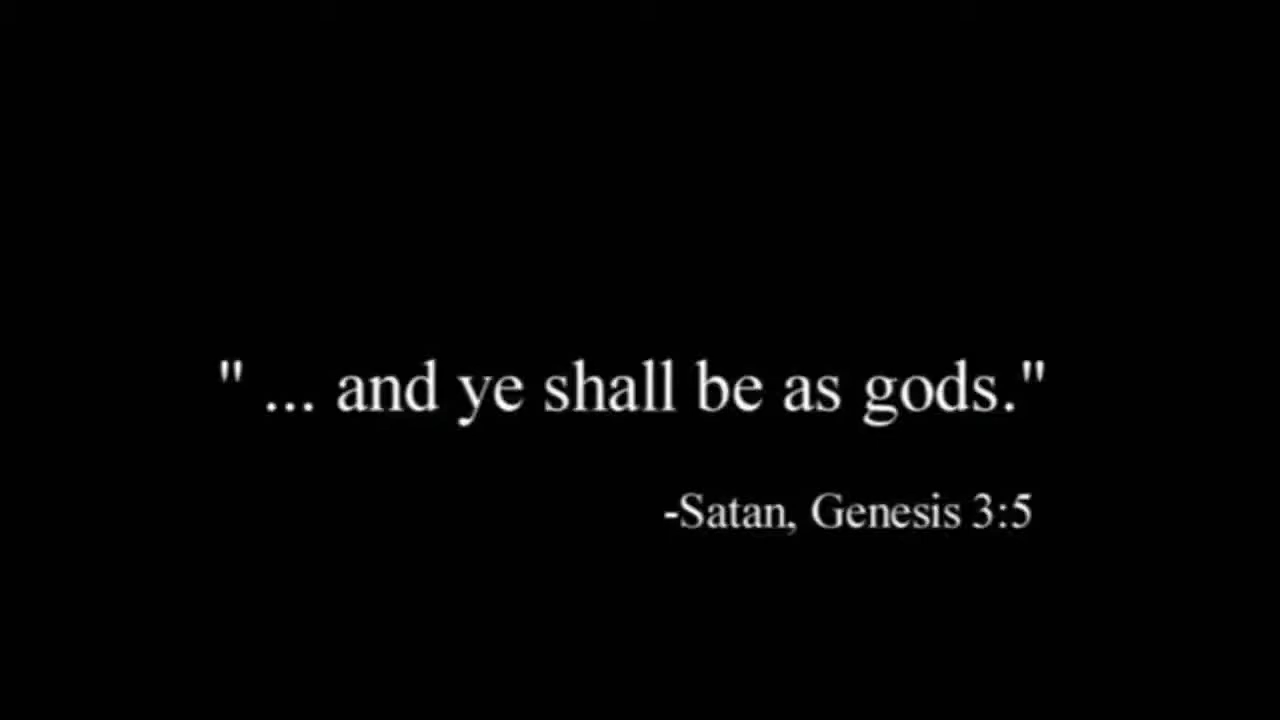 " ... and ye shall be as gods."
-Satan, Genesis 3:5